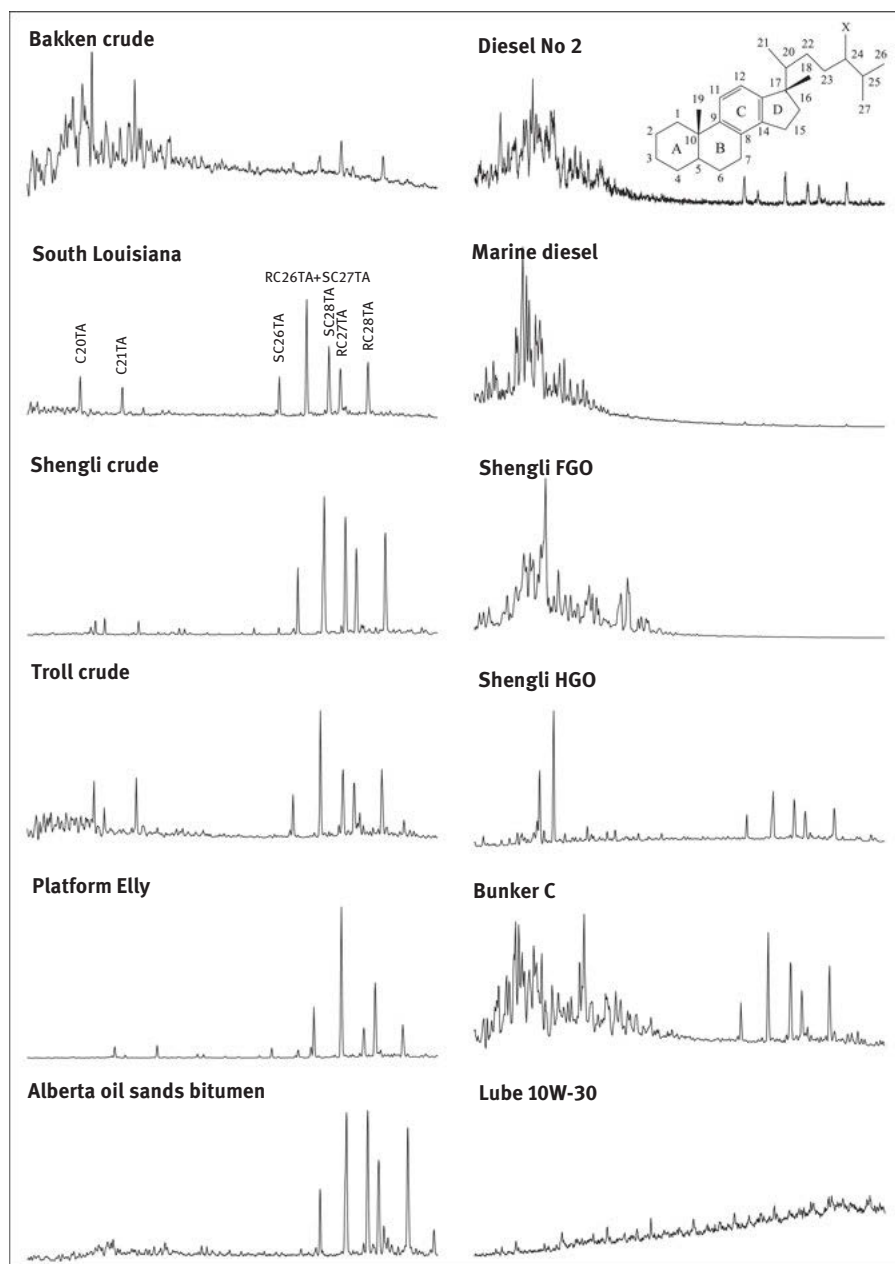 Bakken crude
Diesel No 2
X
21
20
22
24
26
18
23
25
12
17
27
11
19
16
C
D
1
9
15
2
10
14
8
A
B
3
7
5
4
6
South Louisiana
Marine diesel
RC26TA+SC27TA
C20TA
C21TA
SC26TA
SC28TA
RC27TA
RC28TA
Shengli crude
Shengli FGO
Troll crude
Shengli HGO
Platform Elly
Bunker C
Alberta oil sands bitumen
Lube 10W-30